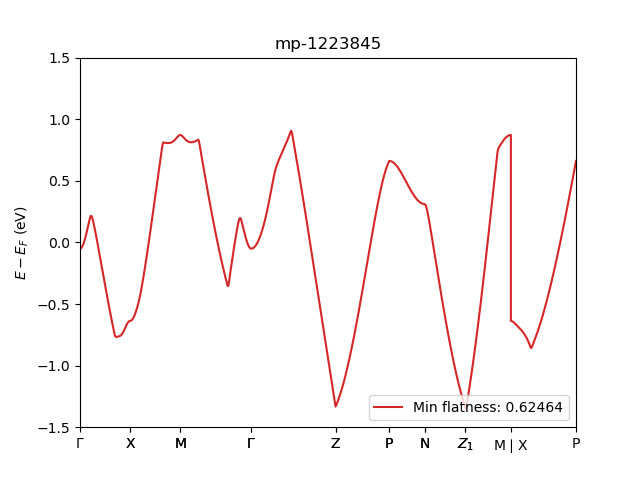 mp-1223845
1.5
1.0
0.5
0.0
−0.5
−1.0
−1.5
E − E_F (eV)
Min flatness: 0.62464
Γ X M Γ Z P N Z₁ M | X P